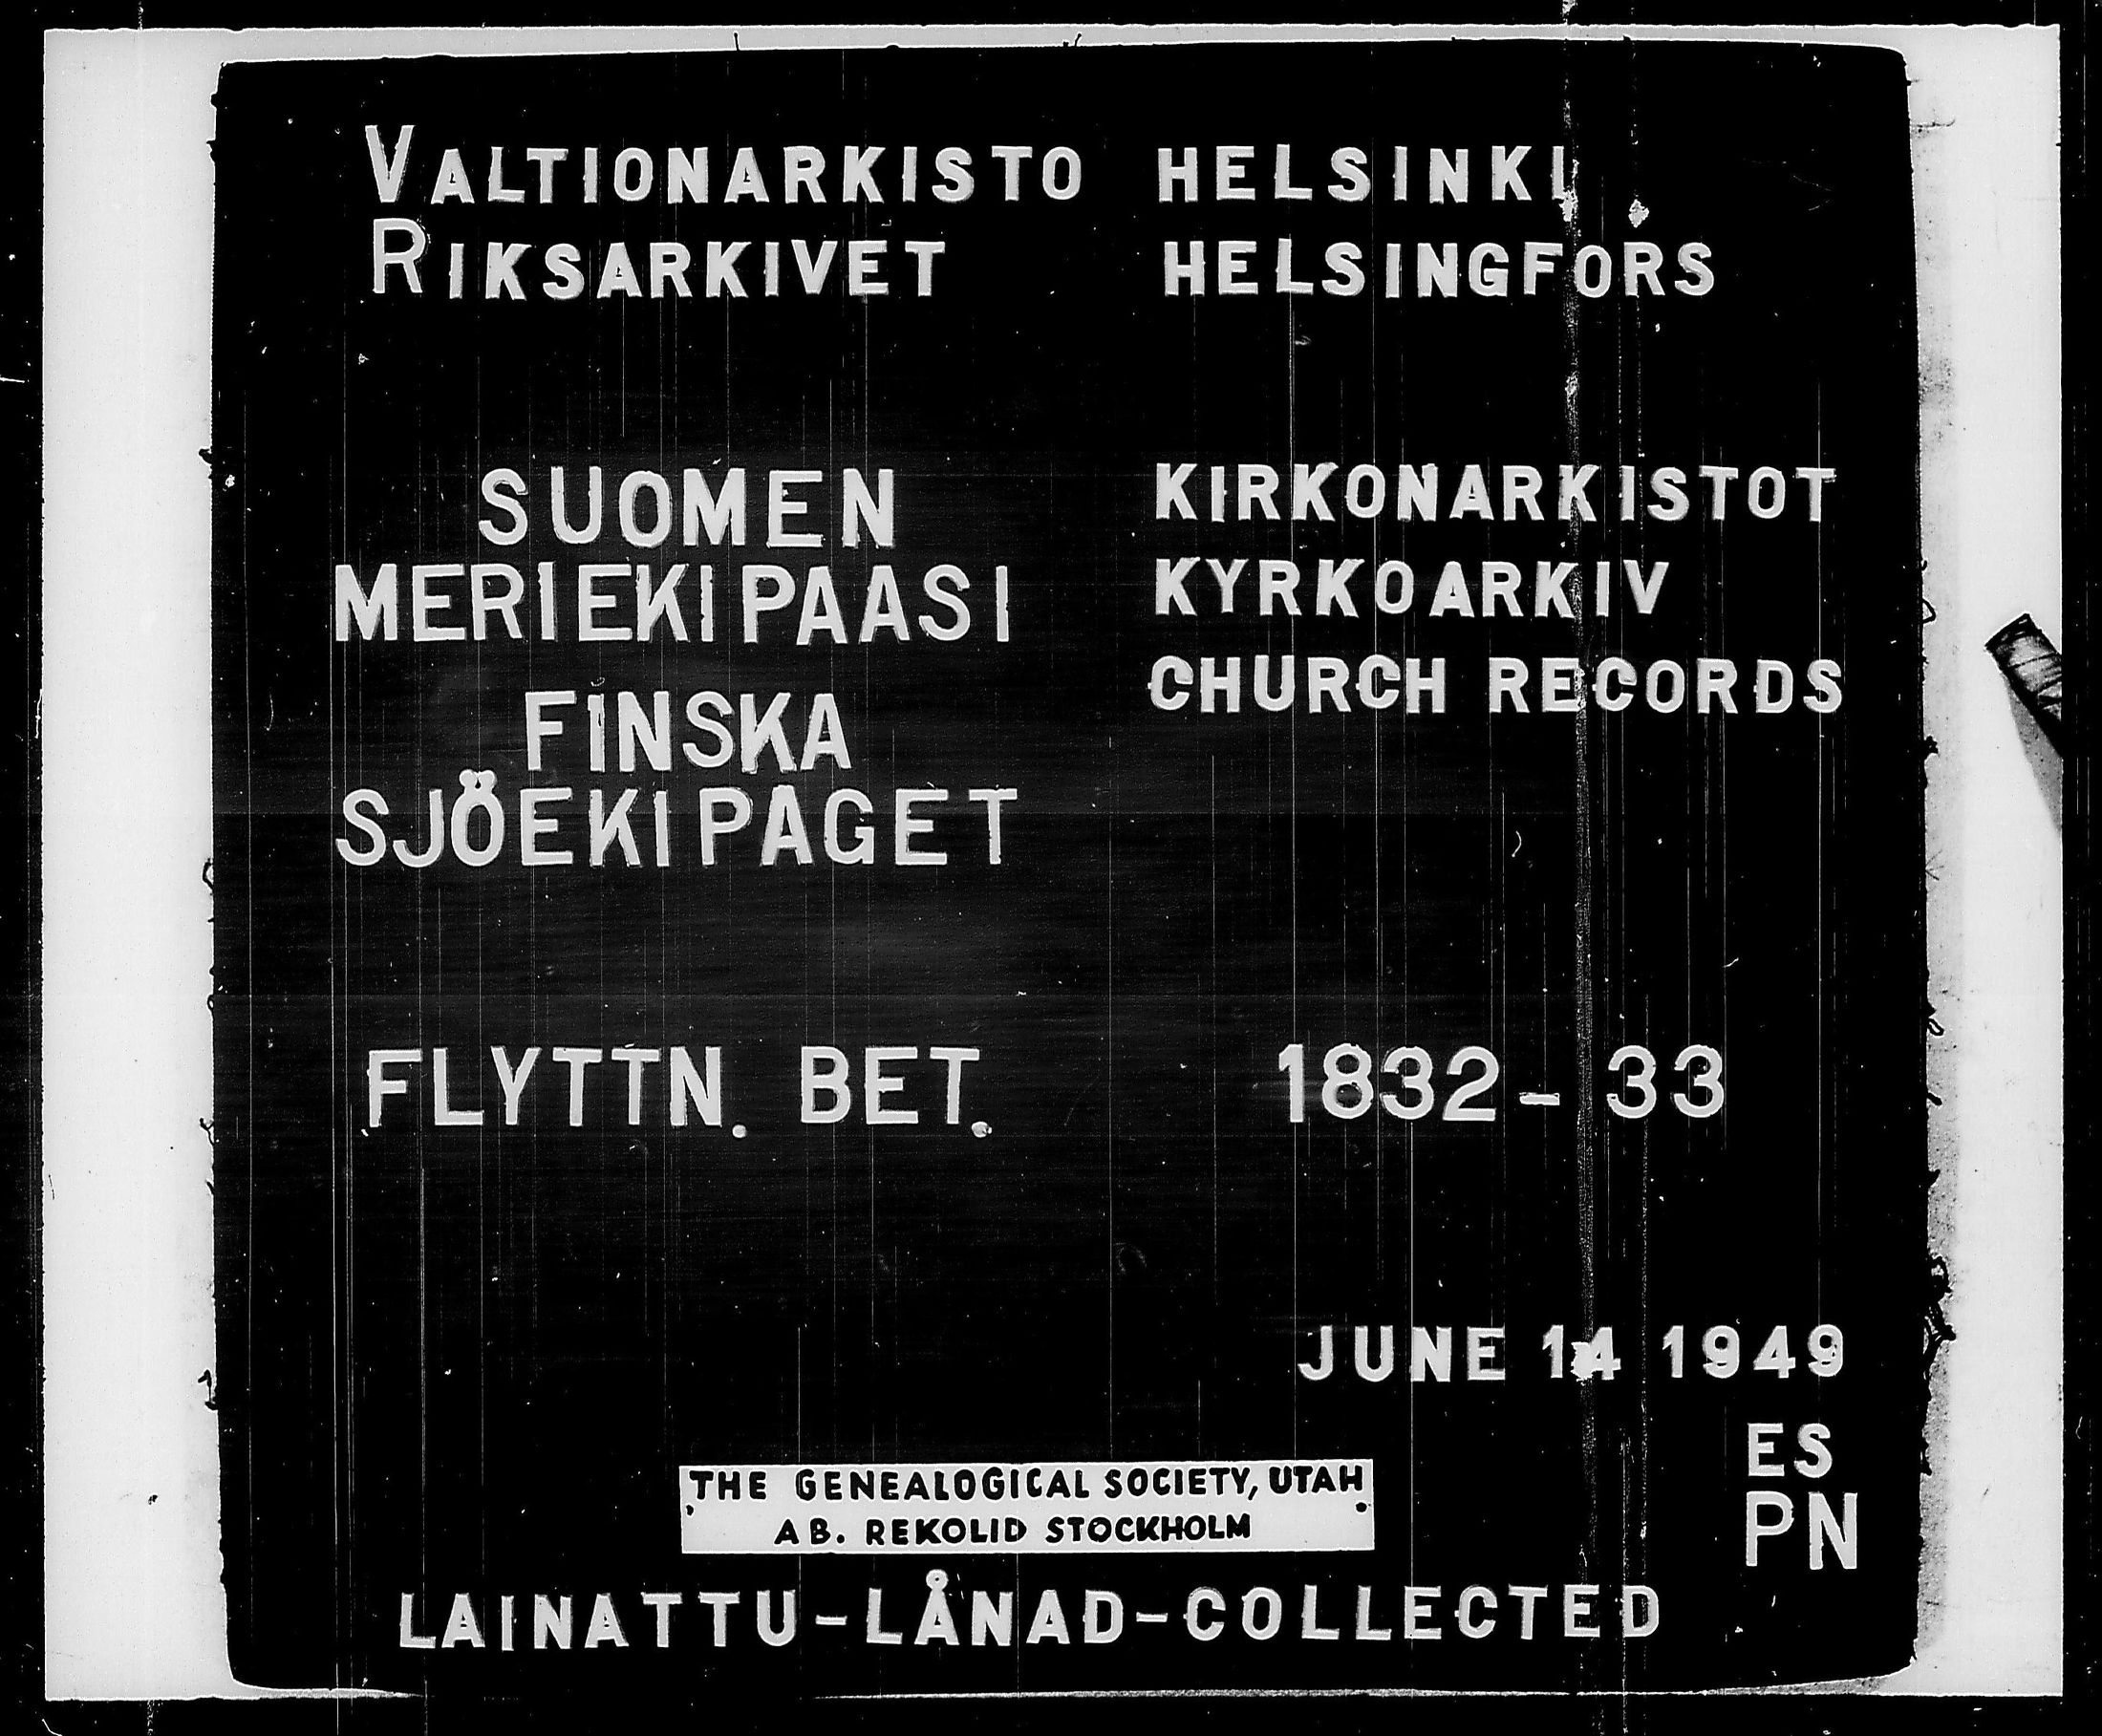 VALTIONARKISTO HELSINKI
RIKSARKIVET HELSINGFORS
SUOMEN
MERIEKIPAASI
FINSKA
SJÖEKIPAGET
KIRKONARKISTOT
KYRKOARKIV
CHURCH RECORDS
FLYTTN. BET. 1832-33
JUNE 14 1949
ES
PN
THE GENEALOGICAL SOCIETY, UTAH
AB. REKOLID STOCKHOLM
LAINATTU-LÅNAD-COLLECTED